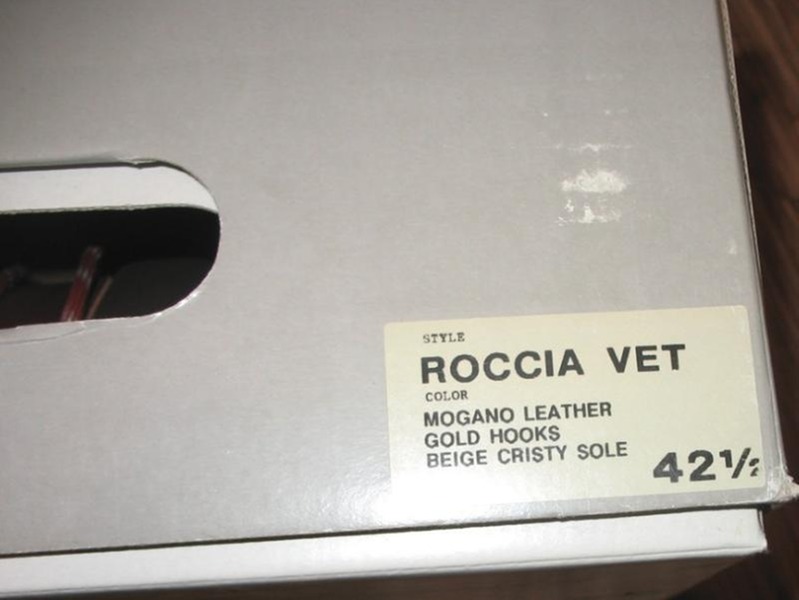 STYLE
ROCCIA VET
COLOR
MOGANO LEATHER
GOLD HOOKS
BEIGE CRISTY SOLE
42½